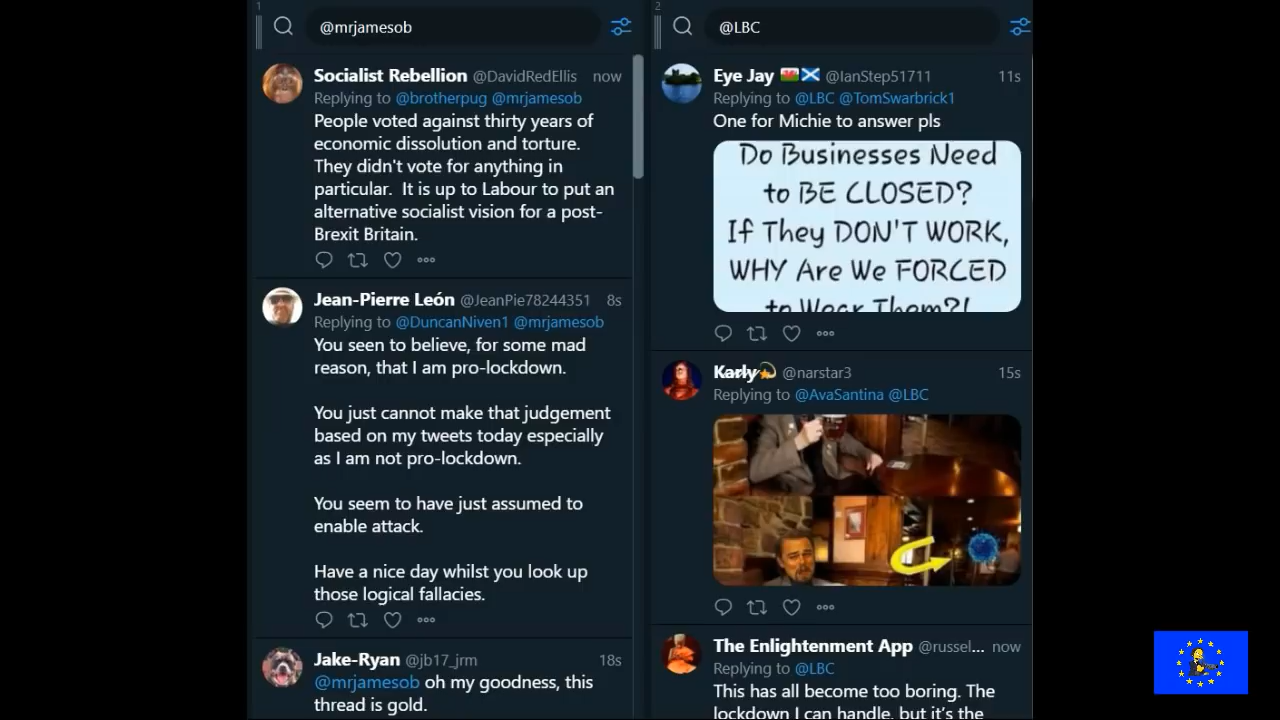 1
@mrjamesob
Socialist Rebellion @DavidRedEllis now
Replying to @brotherpug @mrjamesob
People voted against thirty years of
economic dissolution and torture.
They didn't vote for anything in
particular. It is up to Labour to put an
alternative socialist vision for a post-
Brexit Britain.
Jean-Pierre León @JeanPie78244351 8s
Replying to @DuncanNiven1 @mrjamesob
You seen to believe, for some mad
reason, that I am pro-lockdown.
You just cannot make that judgement
based on my tweets today especially
as I am not pro-lockdown.
You seem to have just assumed to
enable attack.
Have a nice day whilst you look up
those logical fallacies.
Jake-Ryan @jb17_jrm 18s
@mrjamesob oh my goodness, this
thread is gold.
2
@LBC
Eye Jay @IanStep51711 11s
Replying to @LBC @TomSwarbrick1
One for Michie to answer pls
Do Businesses Need
to BE CLOSED?
If They DON'T WORK,
WHY Are We FORCED
to Wear Them?!
Karly @narstar3 15s
Replying to @AvaSantina @LBC
The Enlightenment App @russel... now
Replying to @LBC
This has all become too boring. The
lockdown I can handle, but it's the